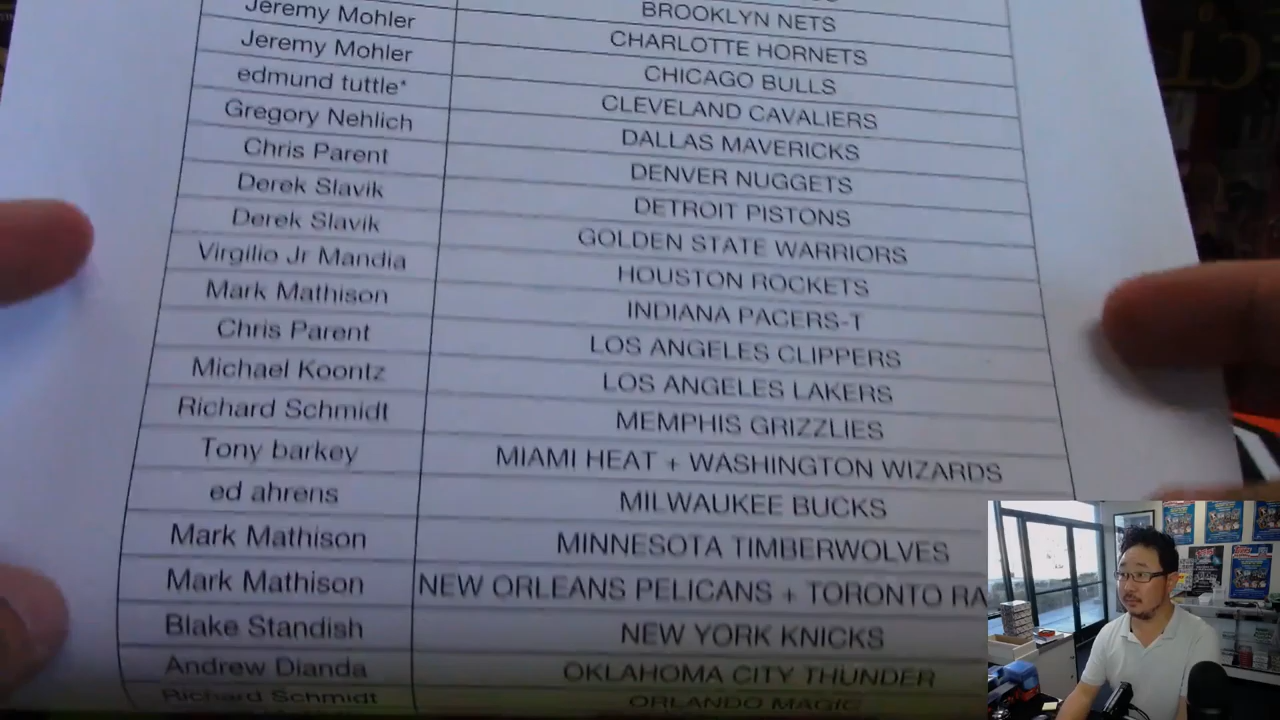 BROOKLYN NETS
Jeremy Mohler CHARLOTTE HORNETS
Jeremy Mohler CHICAGO BULLS
edmund tuttle* CLEVELAND CAVALIERS
Gregory Nehlich DALLAS MAVERICKS
Chris Parent DENVER NUGGETS
Derek Slavik DETROIT PISTONS
Derek Slavik GOLDEN STATE WARRIORS
Virgilio Jr Mandia HOUSTON ROCKETS
Mark Mathison INDIANA PACERS-T
Chris Parent LOS ANGELES CLIPPERS
Michael Koontz LOS ANGELES LAKERS
Richard Schmidt MEMPHIS GRIZZLIES
Tony barkey MIAMI HEAT + WASHINGTON WIZARDS
ed ahrens MILWAUKEE BUCKS
Mark Mathison MINNESOTA TIMBERWOLVES
Mark Mathison NEW ORLEANS PELICANS + TORONTO RA
Blake Standish NEW YORK KNICKS
Andrew Dianda OKLAHOMA CITY THUNDER
Richard Schmidt ORLANDO MAGIC